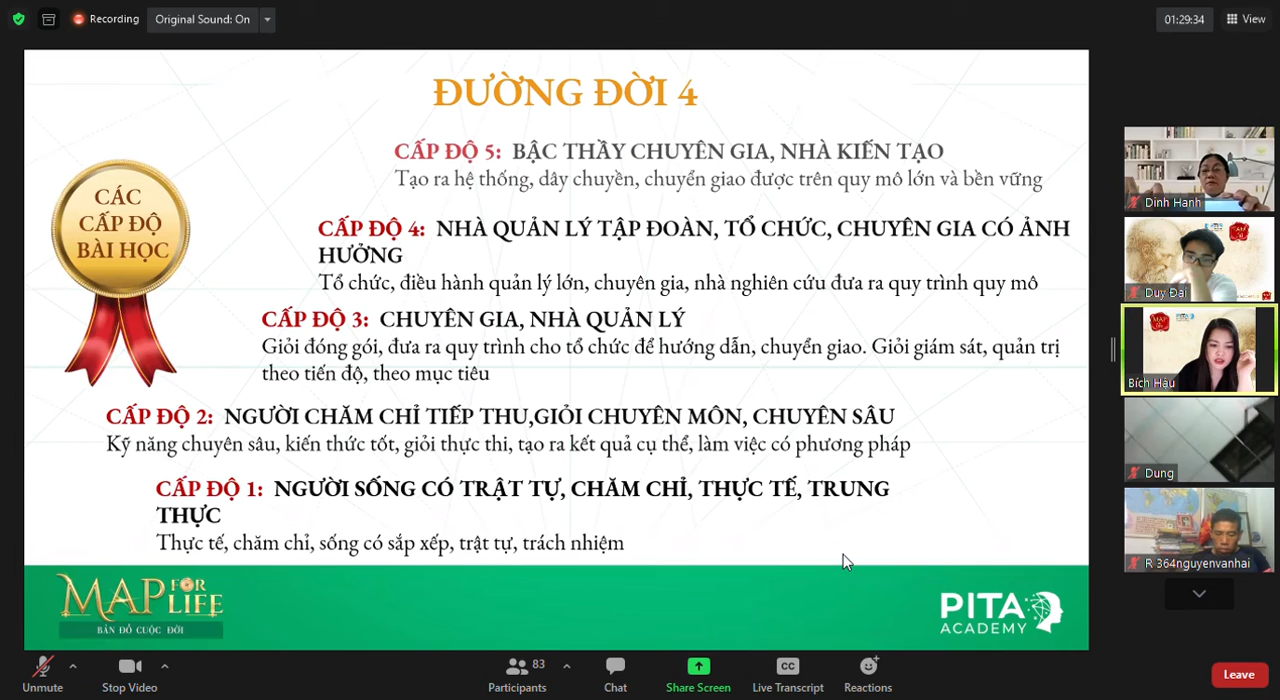 Recording
Original Sound: On
01:29:34
View
ĐƯỜNG ĐỜI 4
CÁC
CẤP ĐỘ
BÀI HỌC
CẤP ĐỘ 5: BẬC THẦY CHUYÊN GIA, NHÀ KIẾN TẠO
Tạo ra hệ thống, dây chuyền, chuyển giao được trên quy mô lớn và bền vững
CẤP ĐỘ 4: NHÀ QUẢN LÝ TẬP ĐOÀN, TỔ CHỨC, CHUYÊN GIA CÓ ẢNH
HƯỞNG
Tổ chức, điều hành quản lý lớn, chuyên gia, nhà nghiên cứu đưa ra quy trình quy mô
CẤP ĐỘ 3: CHUYÊN GIA, NHÀ QUẢN LÝ
Giỏi đóng gói, đưa ra quy trình cho tổ chức để hướng dẫn, chuyển giao. Giỏi giám sát, quản trị
theo tiến độ, theo mục tiêu
CẤP ĐỘ 2: NGƯỜI CHĂM CHỈ TIẾP THU,GIỎI CHUYÊN MÔN, CHUYÊN SÂU
Kỹ năng chuyên sâu, kiến thức tốt, giỏi thực thi, tạo ra kết quả cụ thể, làm việc có phương pháp
CẤP ĐỘ 1: NGƯỜI SỐNG CÓ TRẬT TỰ, CHĂM CHỈ, THỰC TẾ, TRUNG
THỰC
Thực tế, chăm chỉ, sống có sắp xếp, trật tự, trách nhiệm
MAP FOR LIFE
BẢN ĐỒ CUỘC ĐỜI
PITA
ACADEMY
Dinh Hanh
Duy Đại
Bích Hậu
Dung
R 364nguyenvanhai
Unmute
Stop Video
Participants
83
Chat
Share Screen
CC
Live Transcript
Reactions
Leave